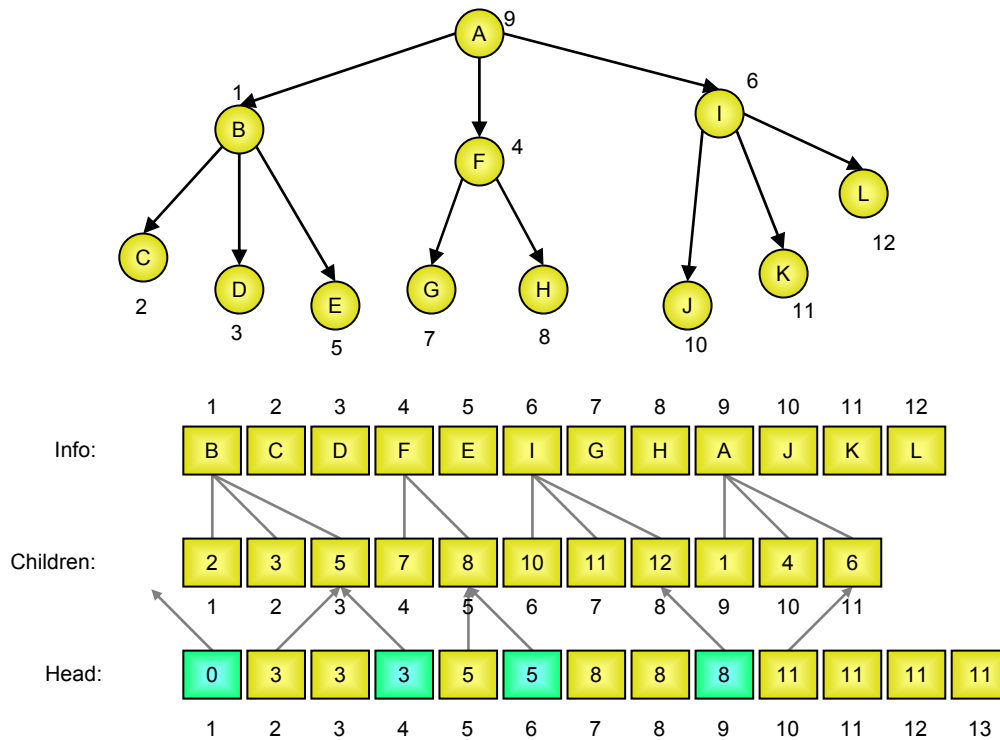 A 9
1 6
B I
F 4
L
C 12
D K
E G H J
2 11
3 5 7 8 10
1 2 3 4 5 6 7 8 9 10 11 12
Info: B C D F E I G H A J K L
Children: 2 3 5 7 8 10 11 12 1 4 6
1 2 3 4 5 6 7 8 9 10 11
Head: 0 3 3 3 5 5 8 8 8 11 11 11 11
1 2 3 4 5 6 7 8 9 10 11 12 13